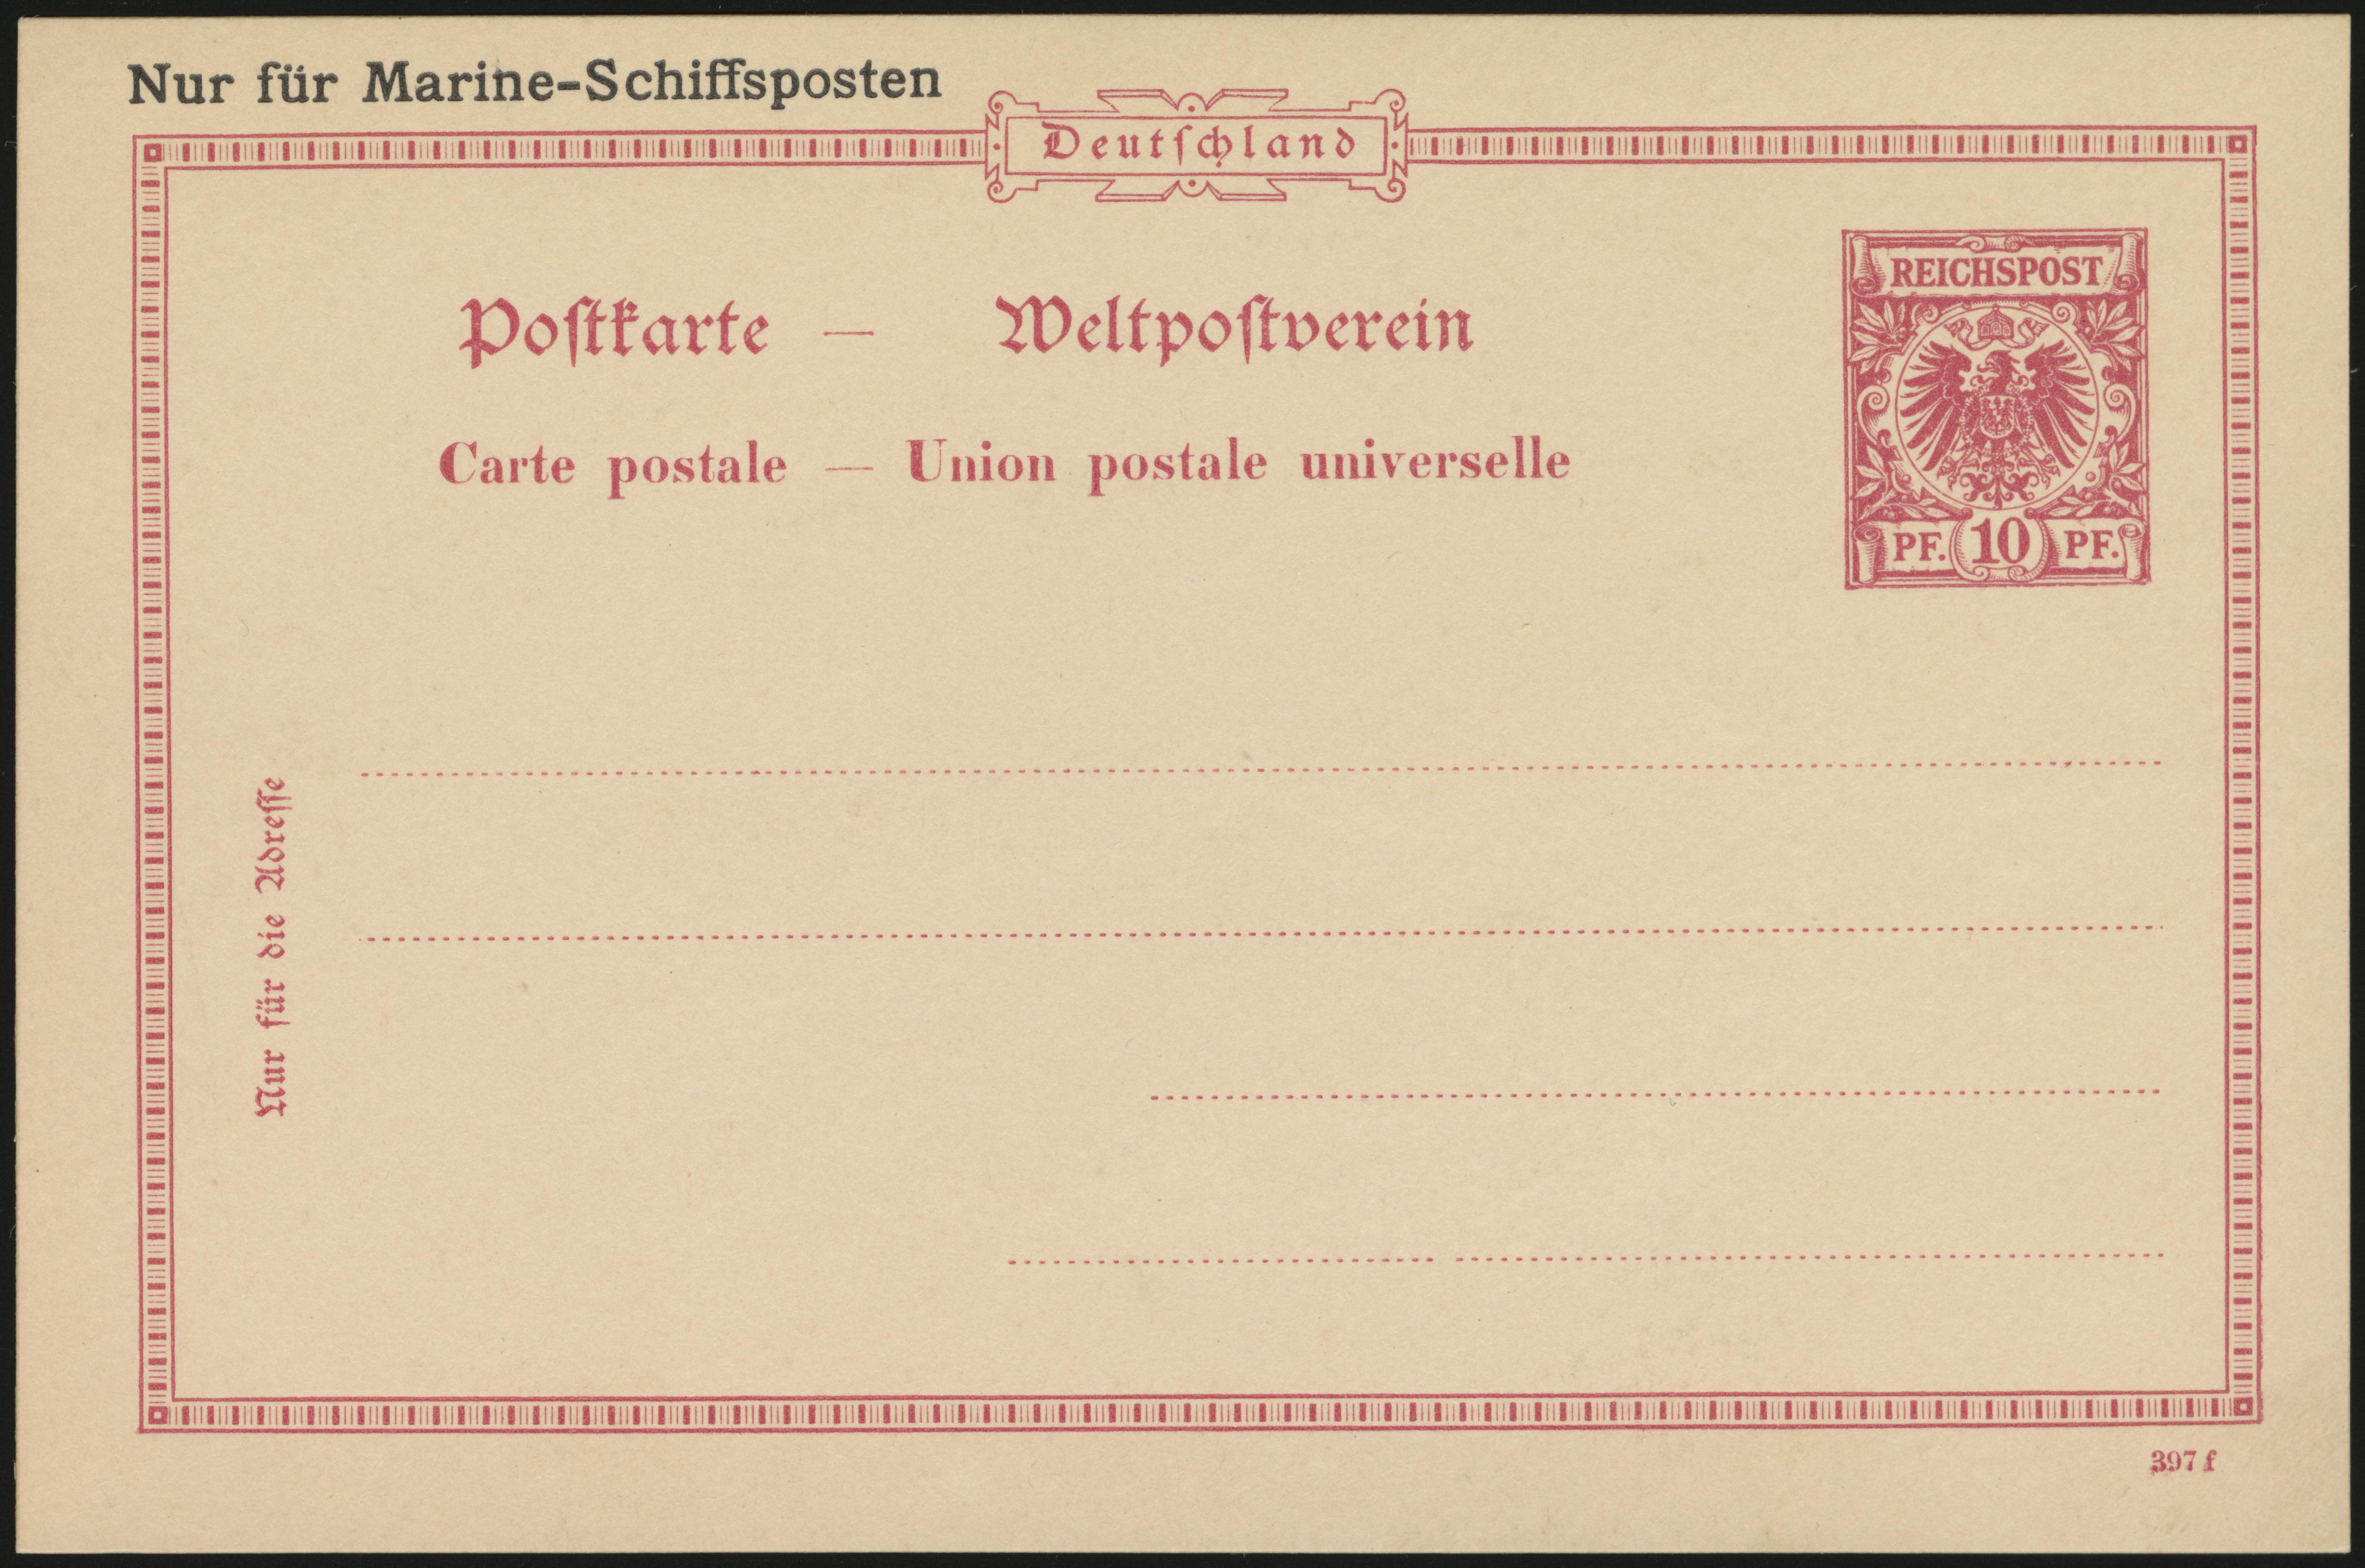 Nur für Marine-Schiffsposten
Deutſchland
REICHSPOST
Poſtkarte — Weltpoſtverein
Carte postale — Union postale universelle
PF. 10 PF.
Nur für die Adreſſe
397 f